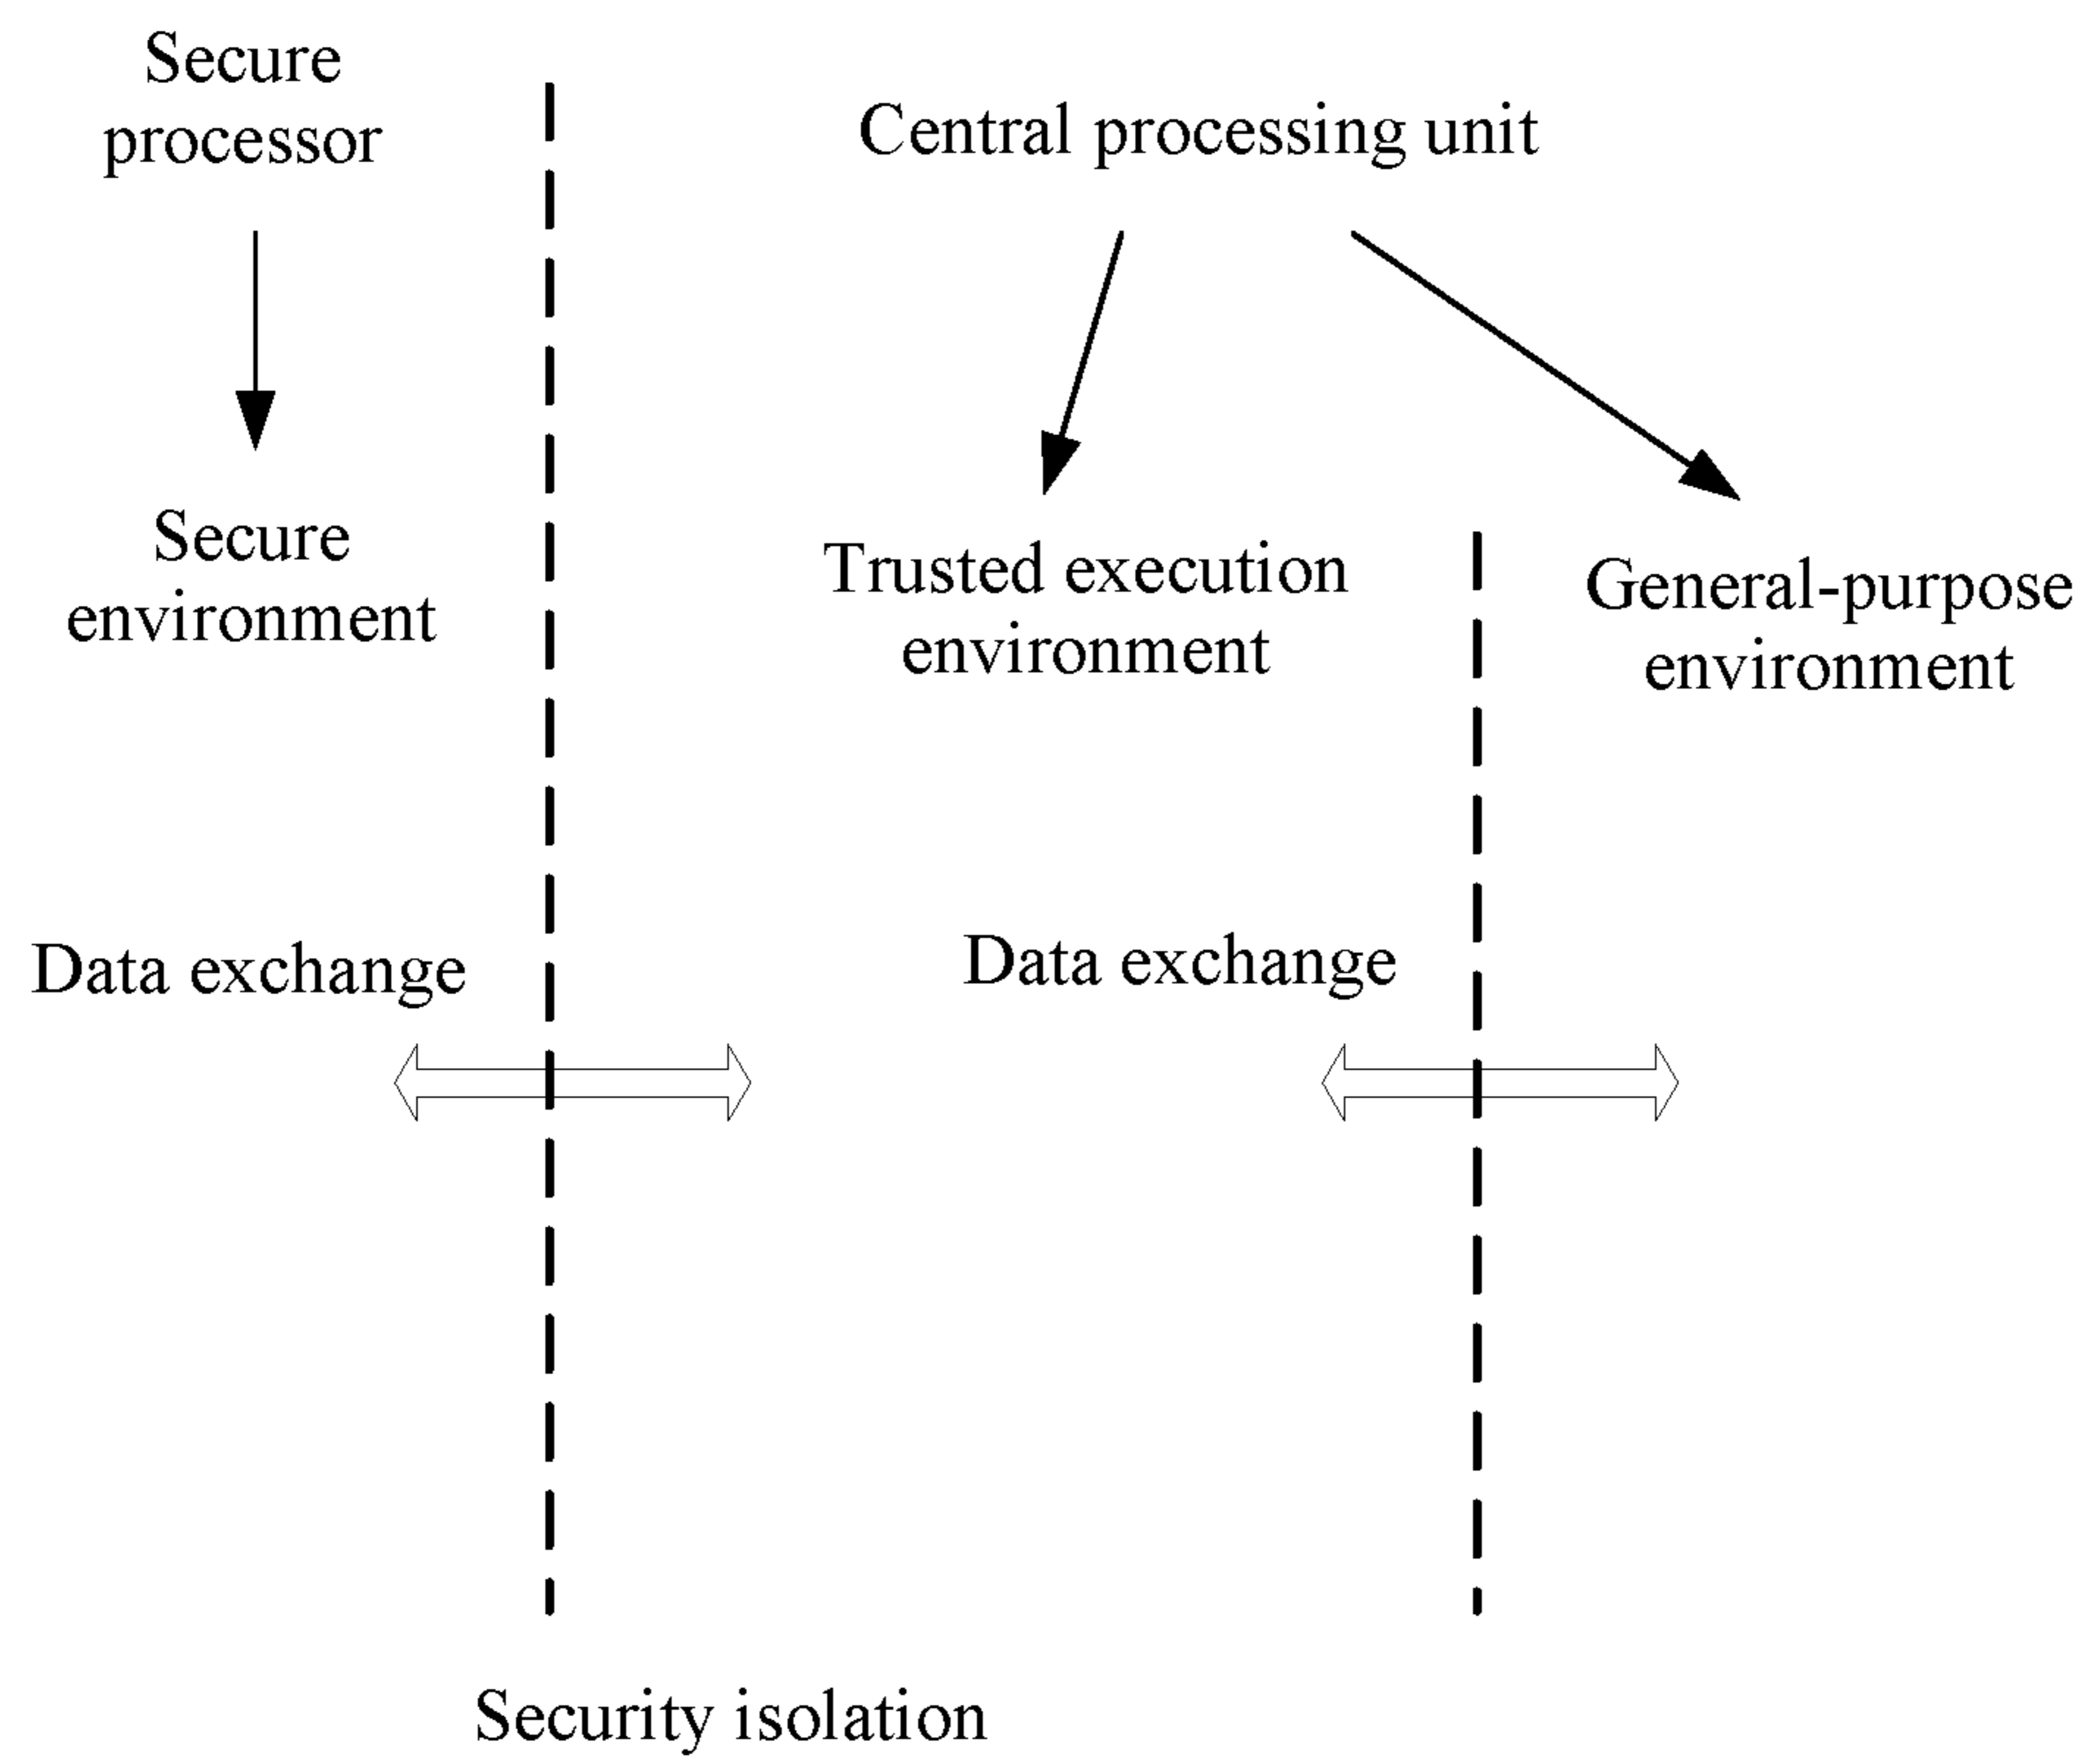 Secure
processor
Central processing unit
Secure
environment
Trusted execution
environment
General-purpose
environment
Data exchange
Data exchange
Security isolation